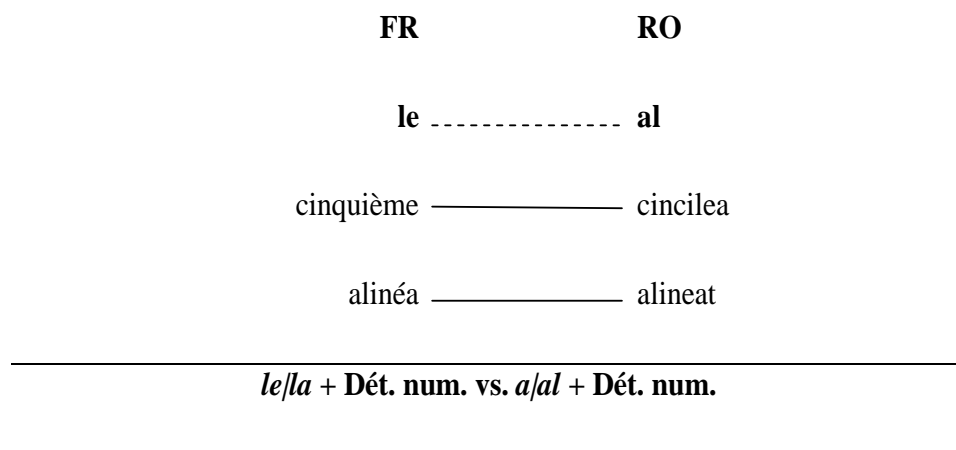 FR RO
le al
cinquième cincilea
alinéa alineat
le/la + Dét. num. vs. a/al + Dét. num.